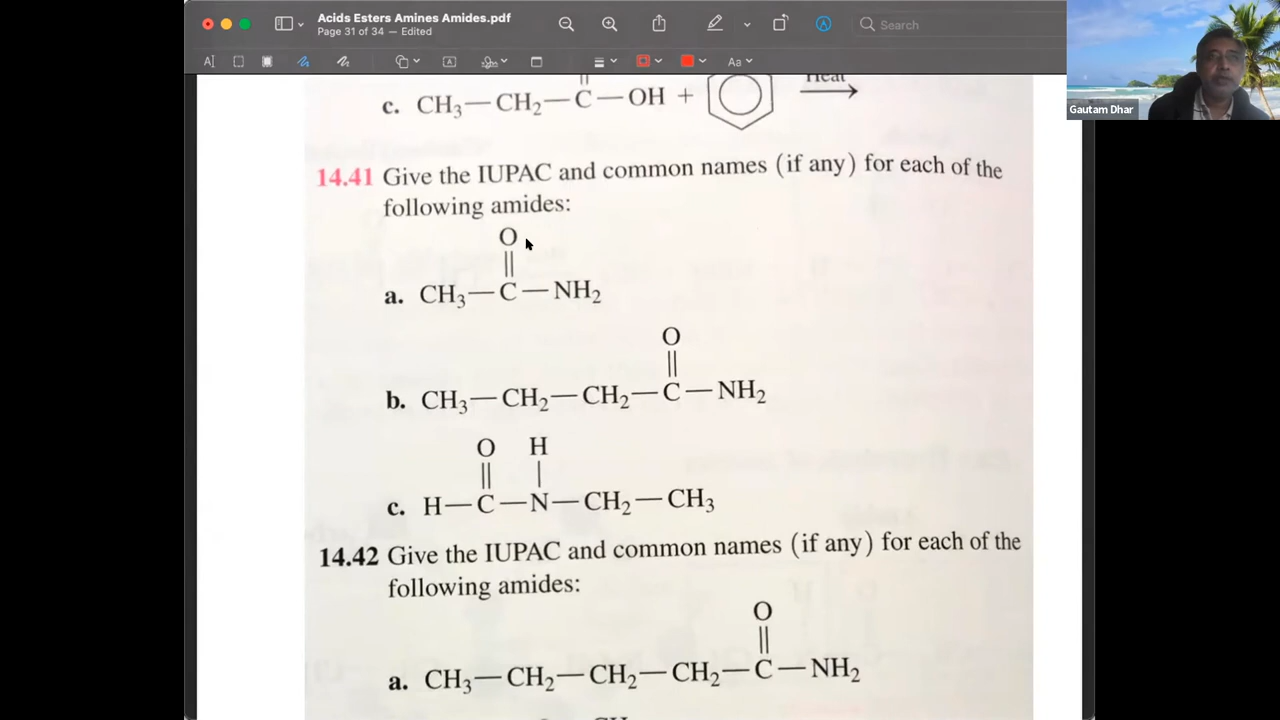 Acids Esters Amines Amides.pdf
Page 31 of 34 — Edited
Search
Aa
Gautam Dhar
Heat
c. CH₃—CH₂—C—OH +
14.41 Give the IUPAC and common names (if any) for each of the
following amides:
O
||
a. CH₃—C—NH₂
O
||
b. CH₃—CH₂—CH₂—C—NH₂
O H
|| |
c. H—C—N—CH₂—CH₃
14.42 Give the IUPAC and common names (if any) for each of the
following amides:
O
||
a. CH₃—CH₂—CH₂—CH₂—C—NH₂